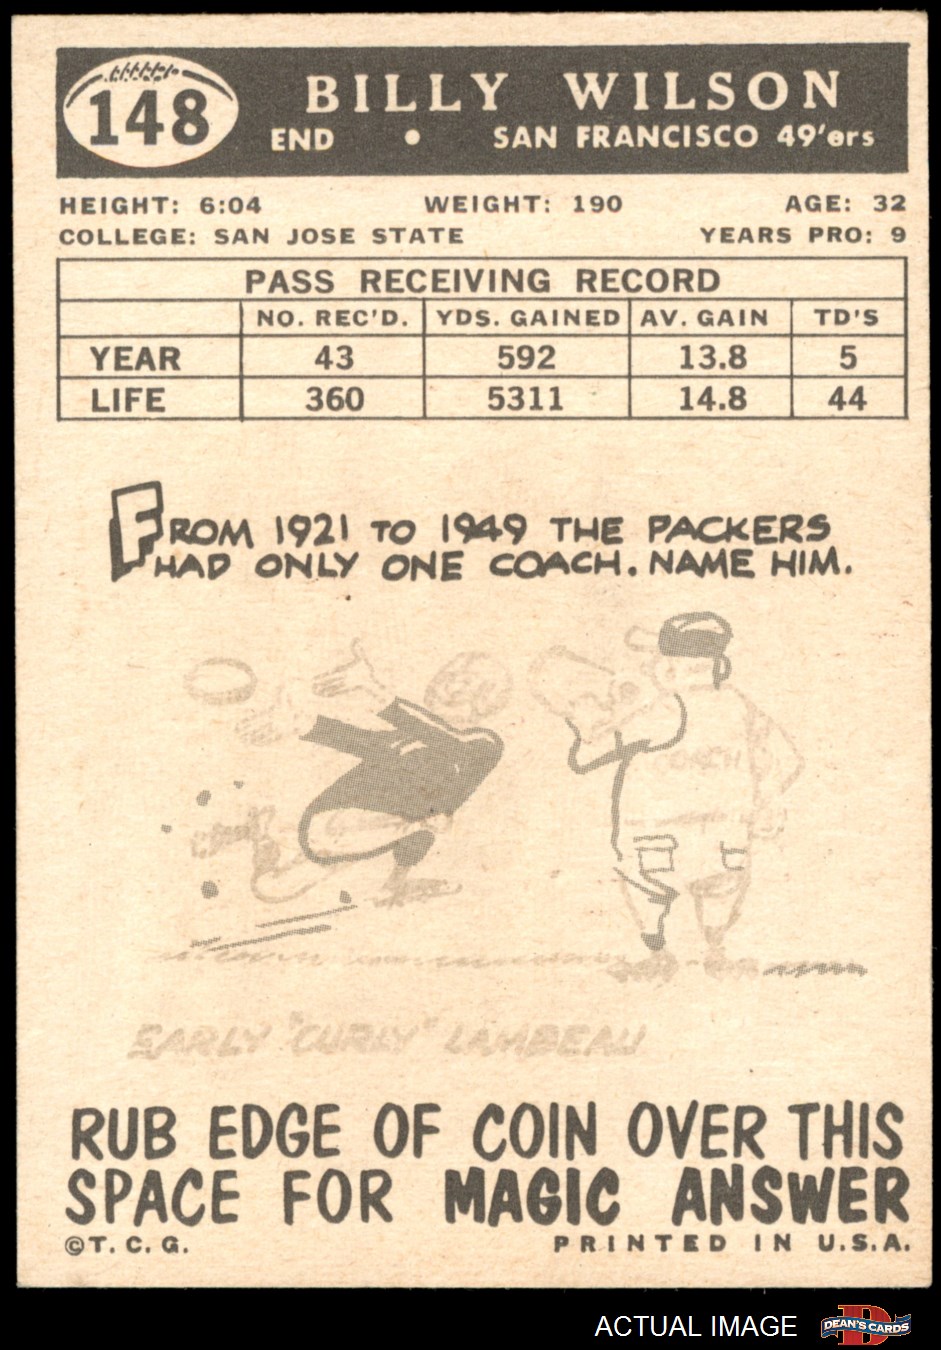 148
BILLY WILSON
END • SAN FRANCISCO 49'ers
HEIGHT: 6:04 WEIGHT: 190 AGE: 32
COLLEGE: SAN JOSE STATE YEARS PRO: 9
PASS RECEIVING RECORD
NO. REC'D. YDS. GAINED AV. GAIN TD'S
YEAR 43 592 13.8 5
LIFE 360 5311 14.8 44
FROM 1921 TO 1949 THE PACKERS
HAD ONLY ONE COACH. NAME HIM.
COACH
EARLY "CURLY" LAMBEAU
RUB EDGE OF COIN OVER THIS
SPACE FOR MAGIC ANSWER
©T. C. G. PRINTED IN U.S.A.
ACTUAL IMAGE
D
DEAN'S CARDS